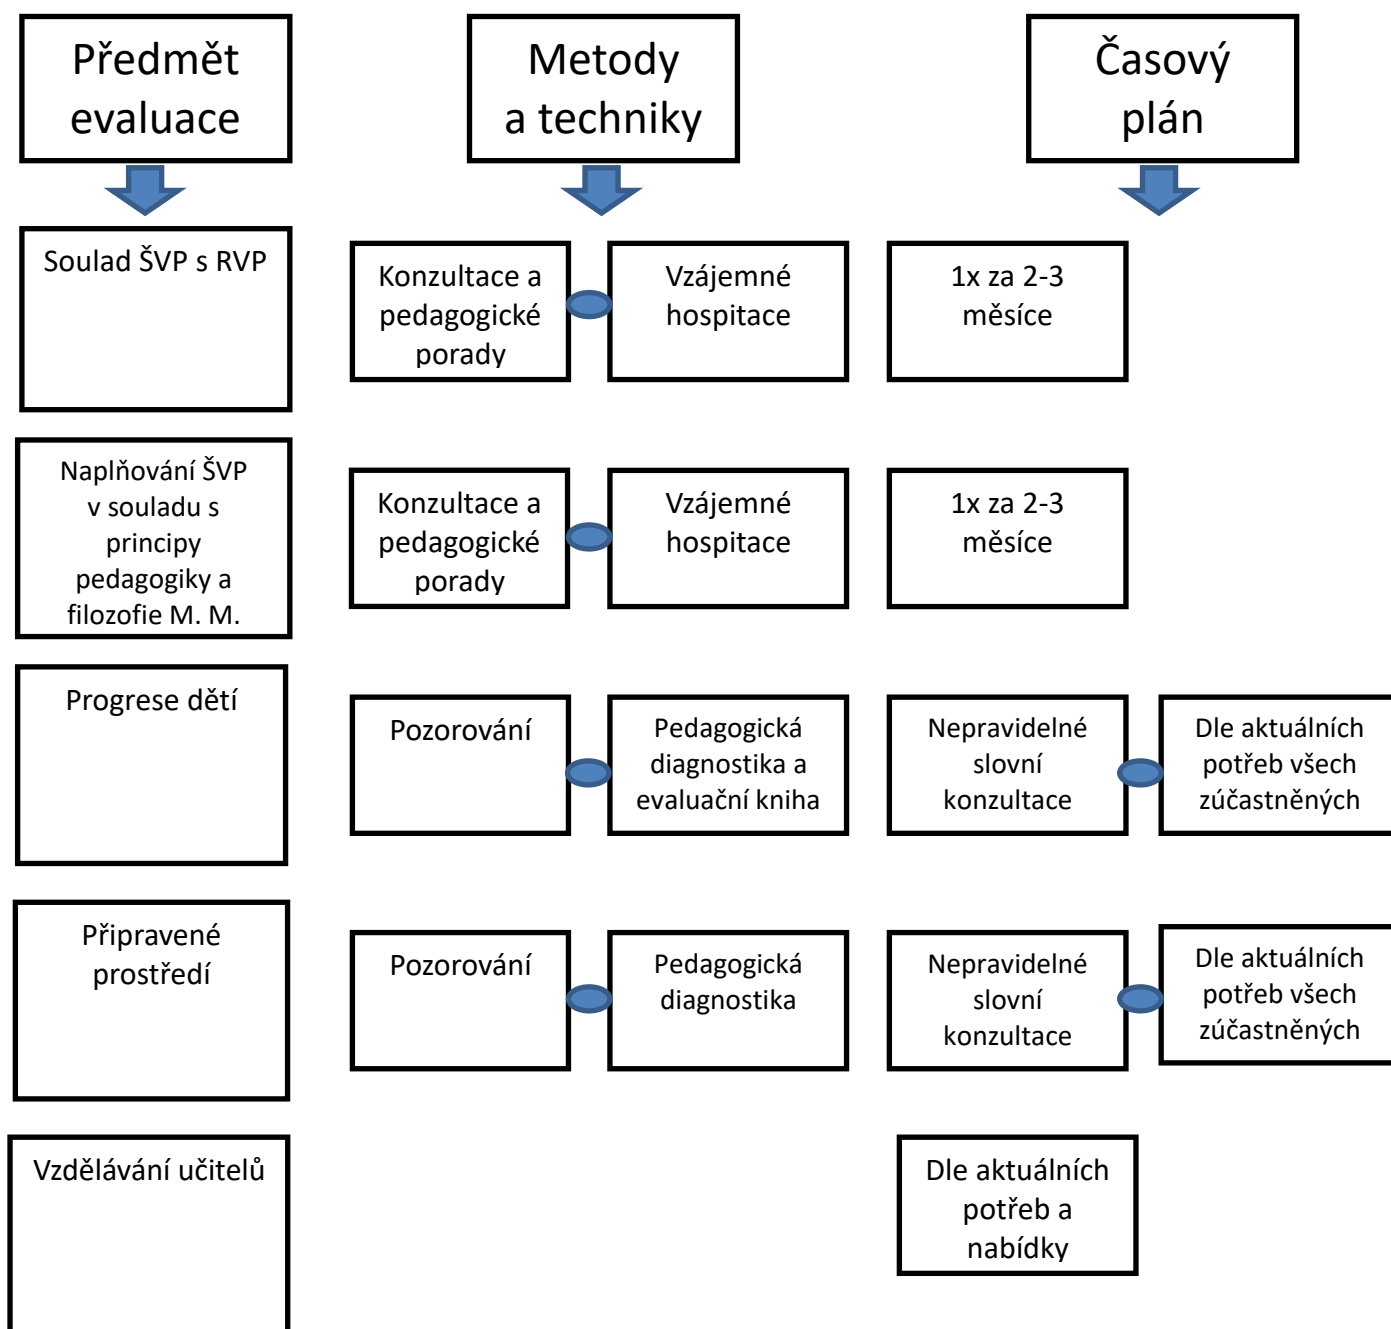 Předmět
evaluace
Metody
a techniky
Časový
plán
Soulad ŠVP s RVP
Konzultace a
pedagogické
porady
Vzájemné
hospitace
1x za 2-3
měsíce
Naplňování ŠVP
v souladu s
principy
pedagogiky a
filozofie M. M.
Konzultace a
pedagogické
porady
Vzájemné
hospitace
1x za 2-3
měsíce
Progrese dětí
Pozorování
Pedagogická
diagnostika a
evaluační kniha
Nepravidelné
slovní
konzultace
Dle aktuálních
potřeb všech
zúčastněných
Připravené
prostředí
Pozorování
Pedagogická
diagnostika
Nepravidelné
slovní
konzultace
Dle aktuálních
potřeb všech
zúčastněných
Vzdělávání učitelů
Dle aktuálních
potřeb a
nabídky